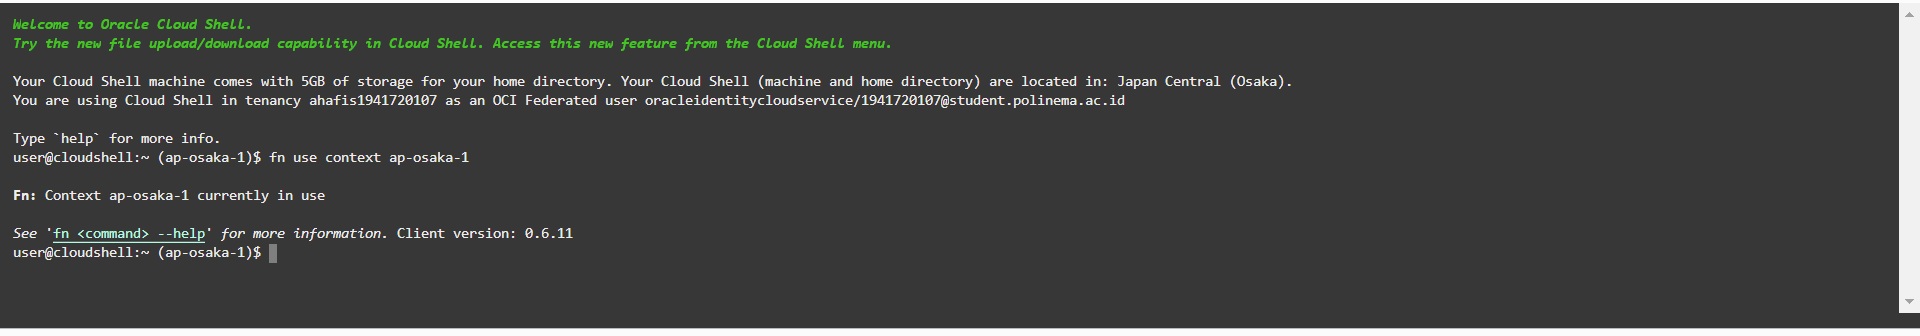 Welcome to Oracle Cloud Shell.
Try the new file upload/download capability in Cloud Shell. Access this new feature from the Cloud Shell menu.
Your Cloud Shell machine comes with 5GB of storage for your home directory. Your Cloud Shell (machine and home directory) are located in: Japan Central (Osaka).
You are using Cloud Shell in tenancy ahafis1941720107 as an OCI Federated user oracleidentitycloudservice/1941720107@student.polinema.ac.id
Type `help` for more info.
user@cloudshell:~ (ap-osaka-1)$ fn use context ap-osaka-1
Fn: Context ap-osaka-1 currently in use
See 'fn <command> --help' for more information. Client version: 0.6.11
user@cloudshell:~ (ap-osaka-1)$